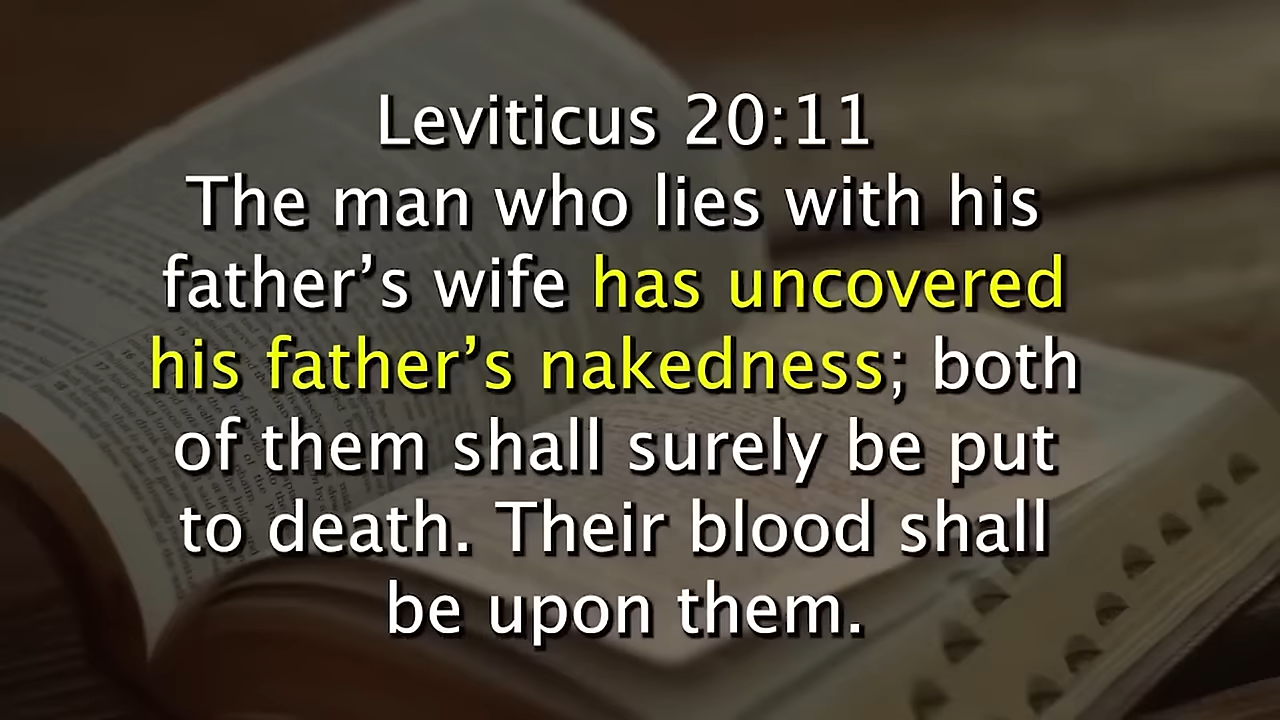 Leviticus 20:11
The man who lies with his
father’s wife has uncovered
his father’s nakedness; both
of them shall surely be put
to death. Their blood shall
be upon them.